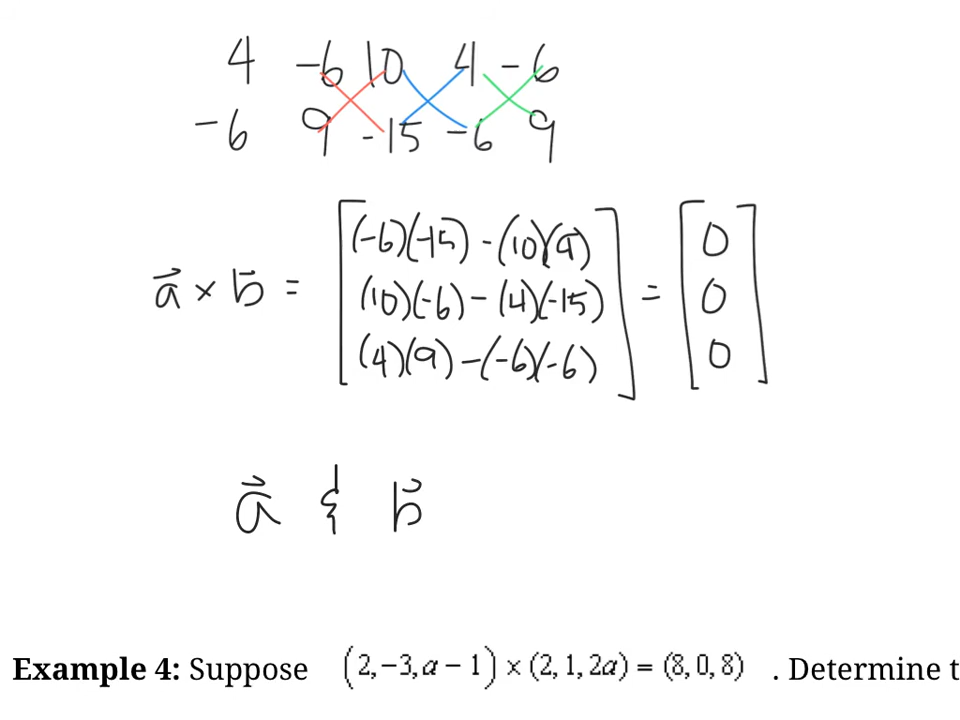 4 -6 10 4 -6
-6 9 -15 -6 9
(-6)(-15) - (10)(9)
a⃗ × b⃗ = (10)(-6) - (4)(-15) = 0 0 0
(4)(9) - (-6)(-6)
a⃗ & b⃗
Example 4: Suppose (2,-3,a-1)×(2,1,2a)=(8,0,8) . Determine t